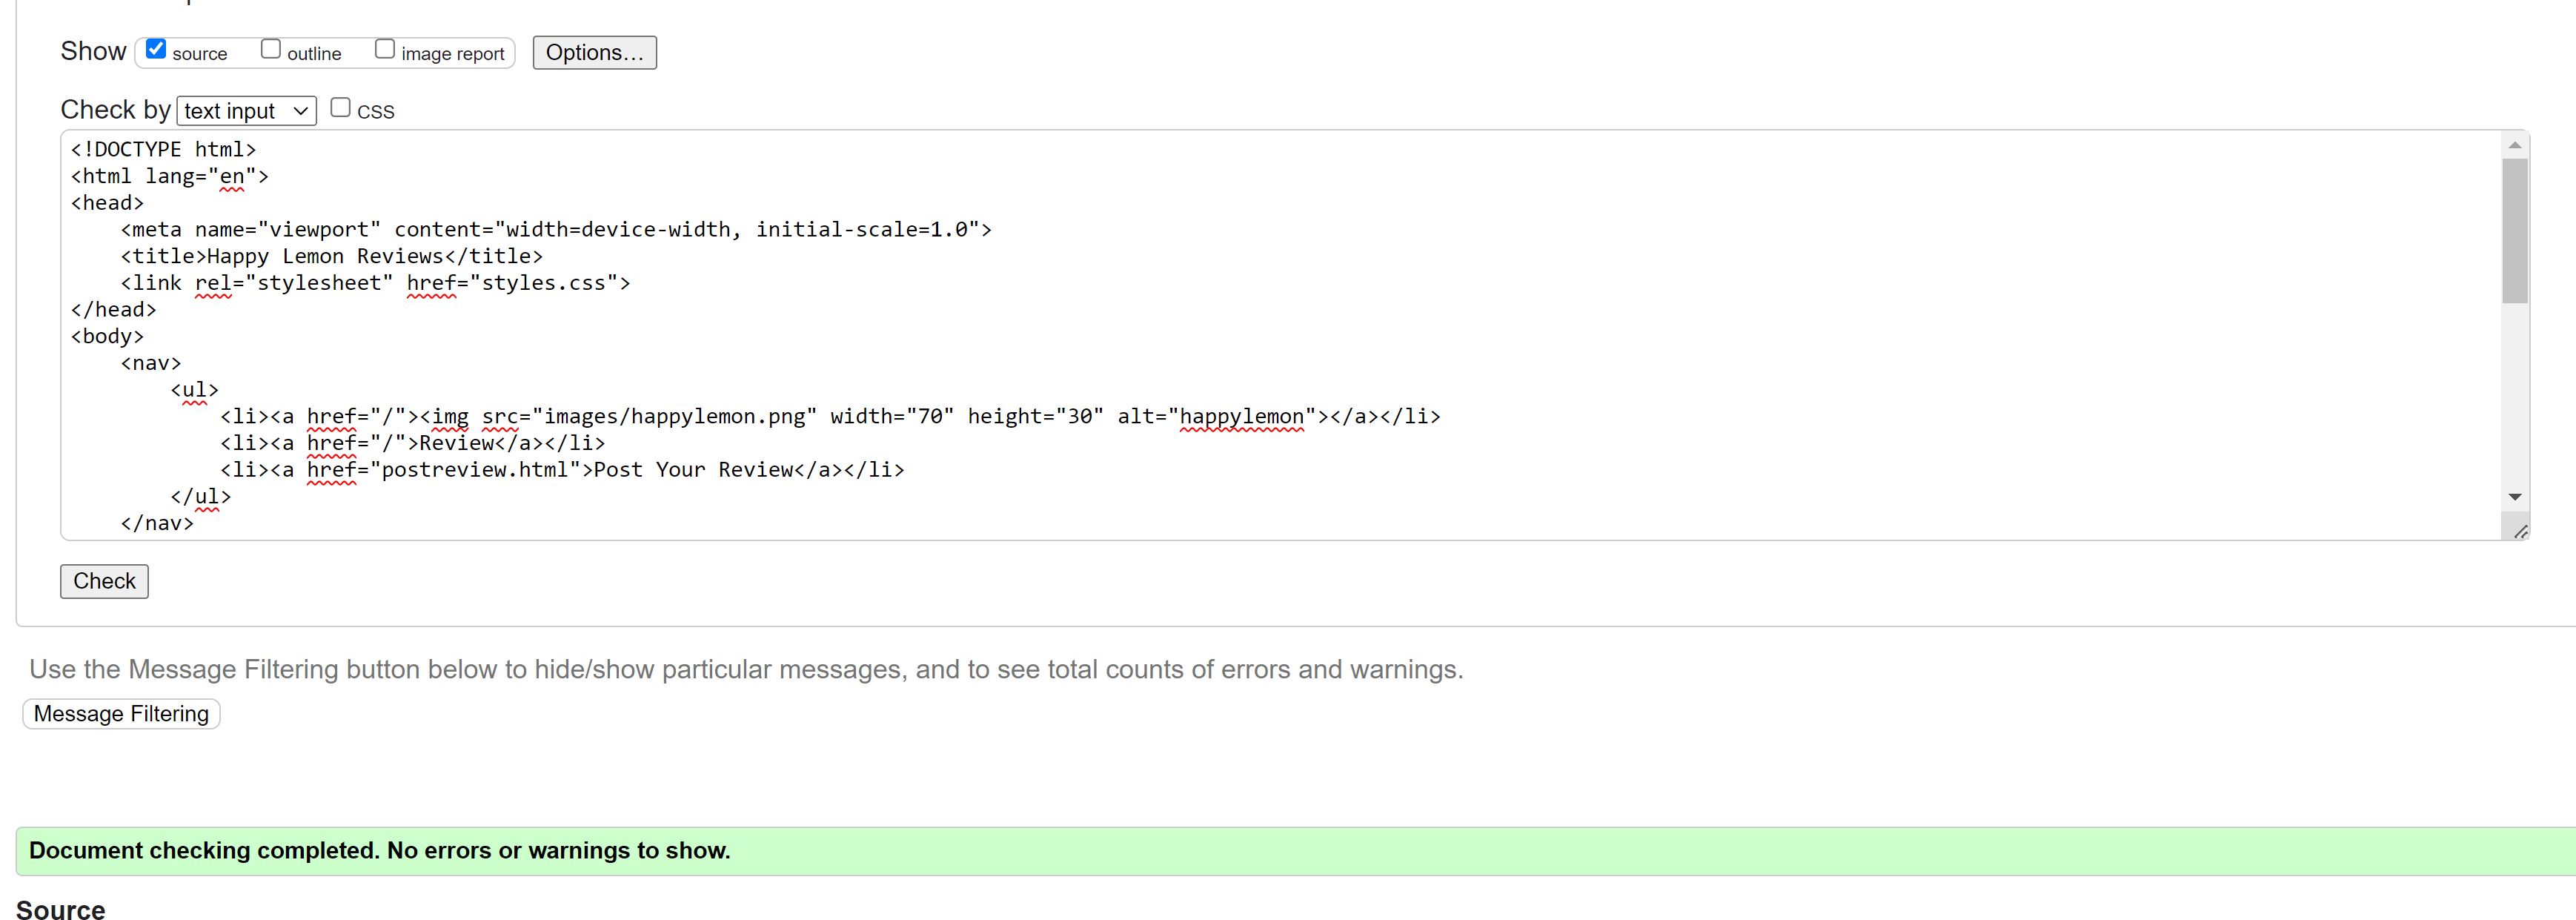 Show source outline image report Options...
Check by text input CSS
<!DOCTYPE html>
<html lang="en">
<head>
    <meta name="viewport" content="width=device-width, initial-scale=1.0">
    <title>Happy Lemon Reviews</title>
    <link rel="stylesheet" href="styles.css">
</head>
<body>
    <nav>
        <ul>
            <li><a href="/"><img src="images/happylemon.png" width="70" height="30" alt="happylemon"></a></li>
            <li><a href="/">Review</a></li>
            <li><a href="postreview.html">Post Your Review</a></li>
        </ul>
    </nav>
Check
Use the Message Filtering button below to hide/show particular messages, and to see total counts of errors and warnings.
Message Filtering
Document checking completed. No errors or warnings to show.
Source